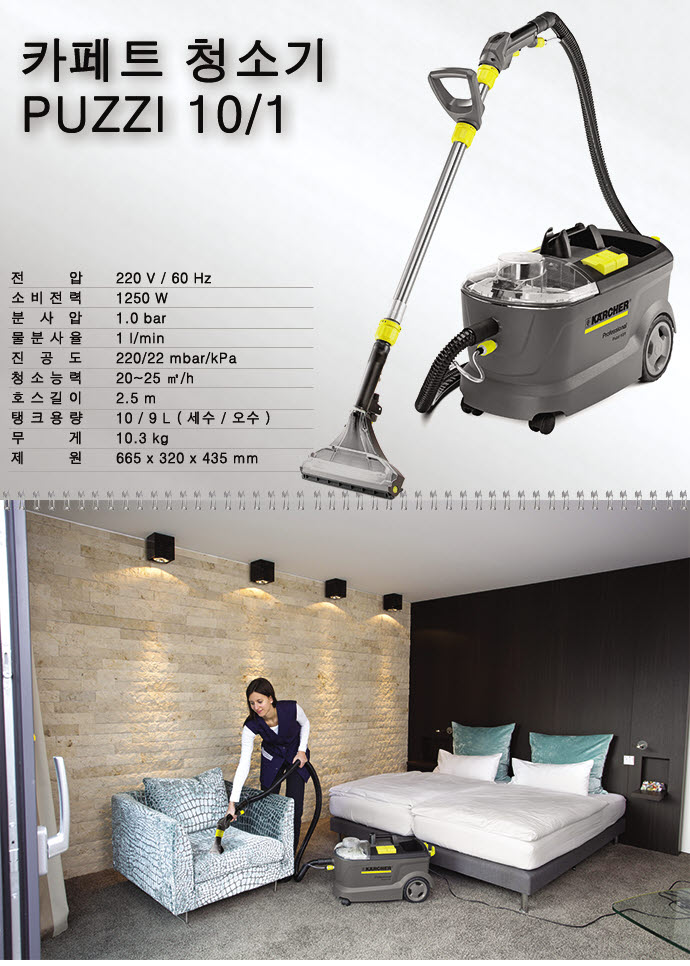 카페트 청소기
PUZZI 10/1
전 압 220 V / 60 Hz
소비전력 1250 W
분 사 압 1.0 bar
물분사율 1 l/min
진 공 도 220/22 mbar/kPa
청소능력 20~25 ㎡/h
호스길이 2.5 m
탱크용량 10 / 9 L ( 세수 / 오수 )
무 게 10.3 kg
제 원 665 x 320 x 435 mm
KÄRCHER
Professional